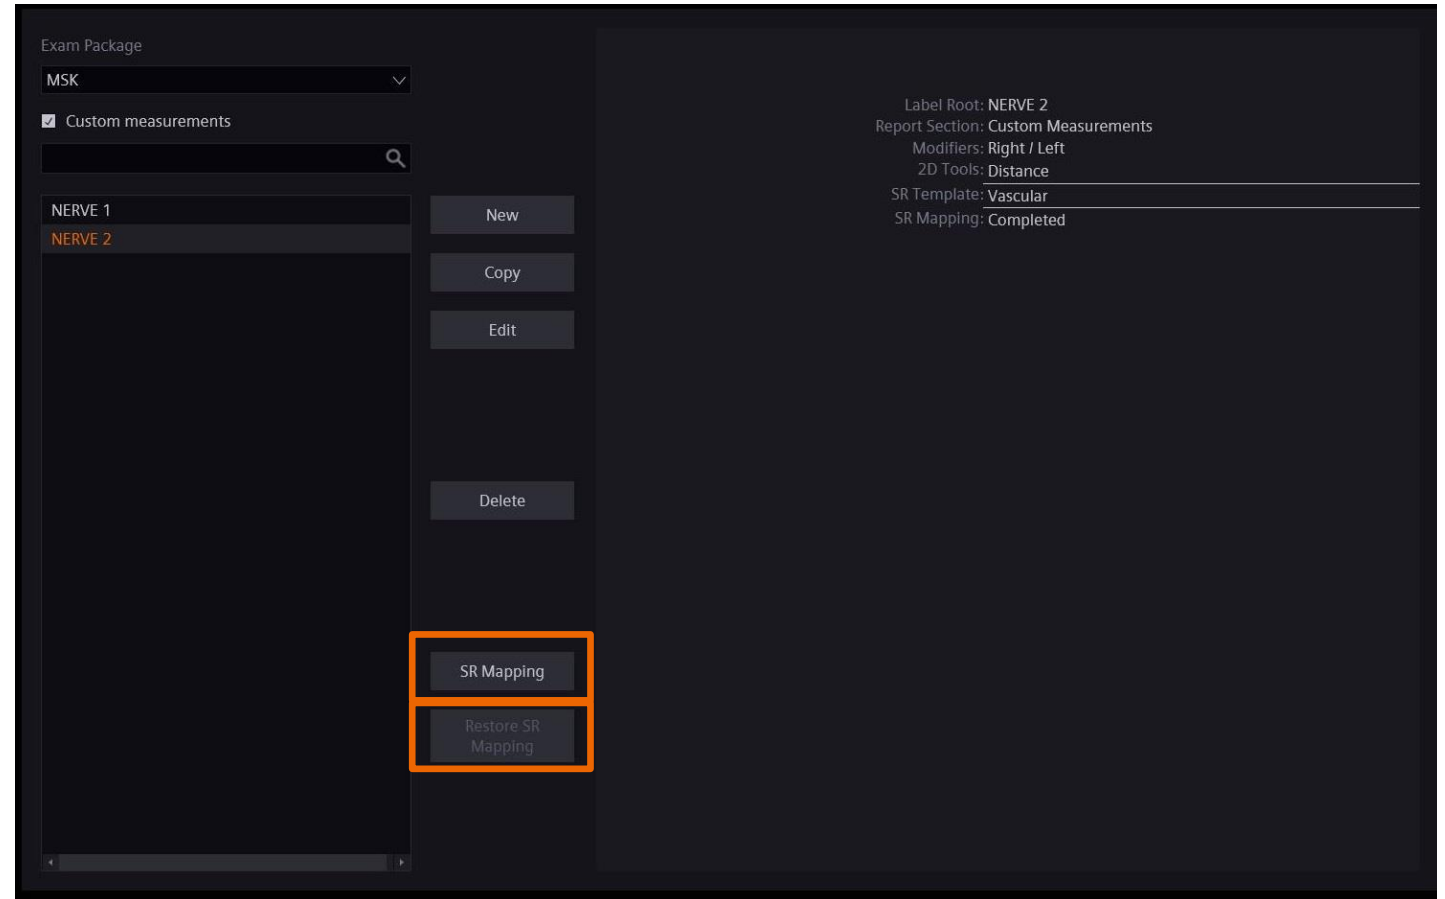 Exam Package
MSK
Custom measurements
NERVE 1
NERVE 2
New
Copy
Edit
Delete
SR Mapping
Restore SR
Mapping
Label Root: NERVE 2
Report Section: Custom Measurements
Modifiers: Right / Left
2D Tools: Distance
SR Template: Vascular
SR Mapping: Completed